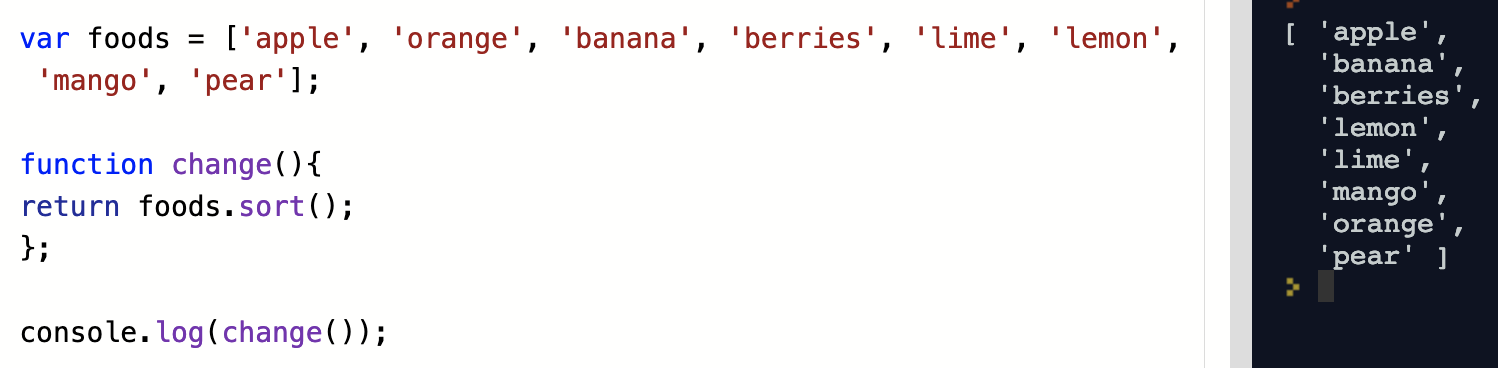 var foods = ['apple', 'orange', 'banana', 'berries', 'lime', 'lemon',
'mango', 'pear'];
function change(){
return foods.sort();
};
console.log(change());
[ 'apple',
'banana',
'berries',
'lemon',
'lime',
'mango',
'orange',
'pear' ]
>